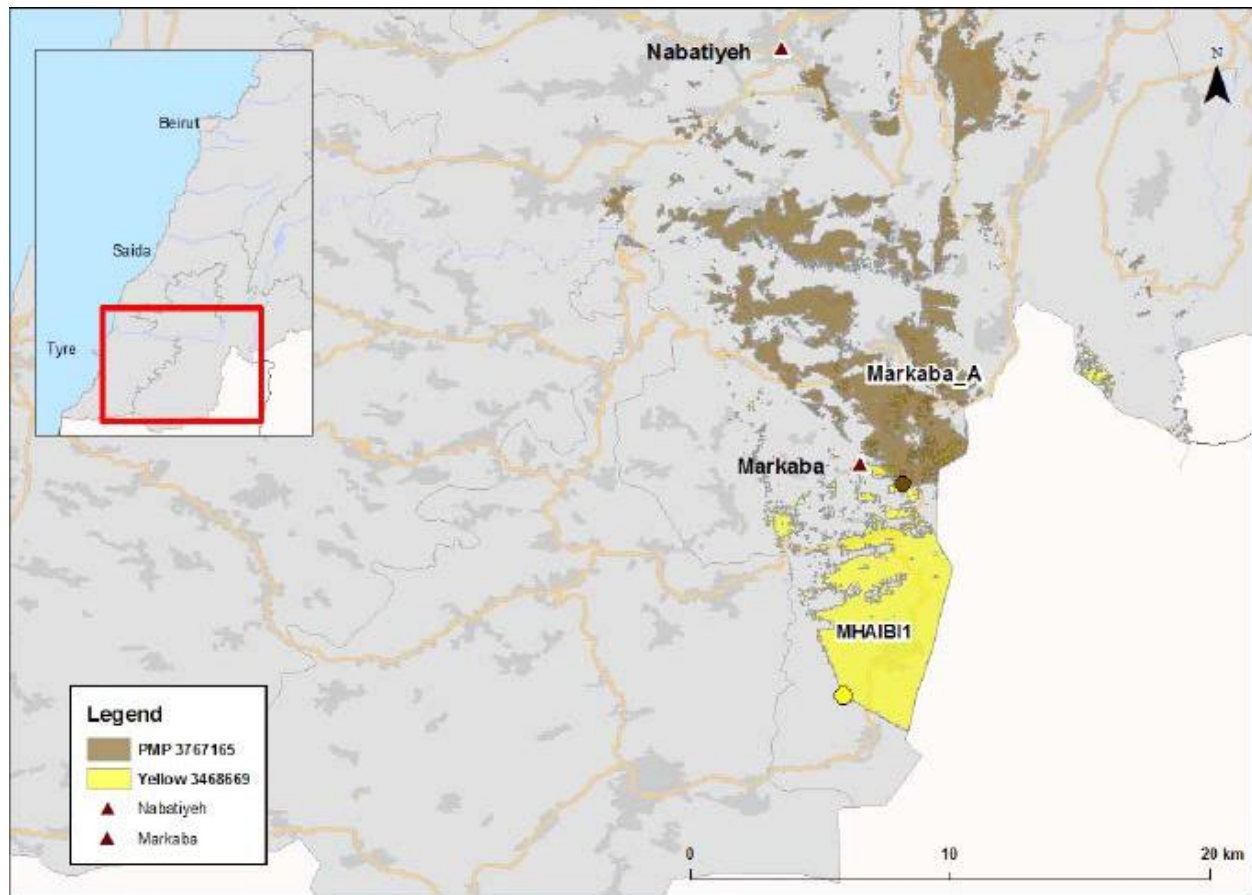 Nabatiyeh
N
Beirut
Saida
Tyre
Markaba_A
Markaba
MHAIBI1
Legend
PMP 3767165
Yellow 3468669
Nabatiyeh
Markaba
0 10 20 km